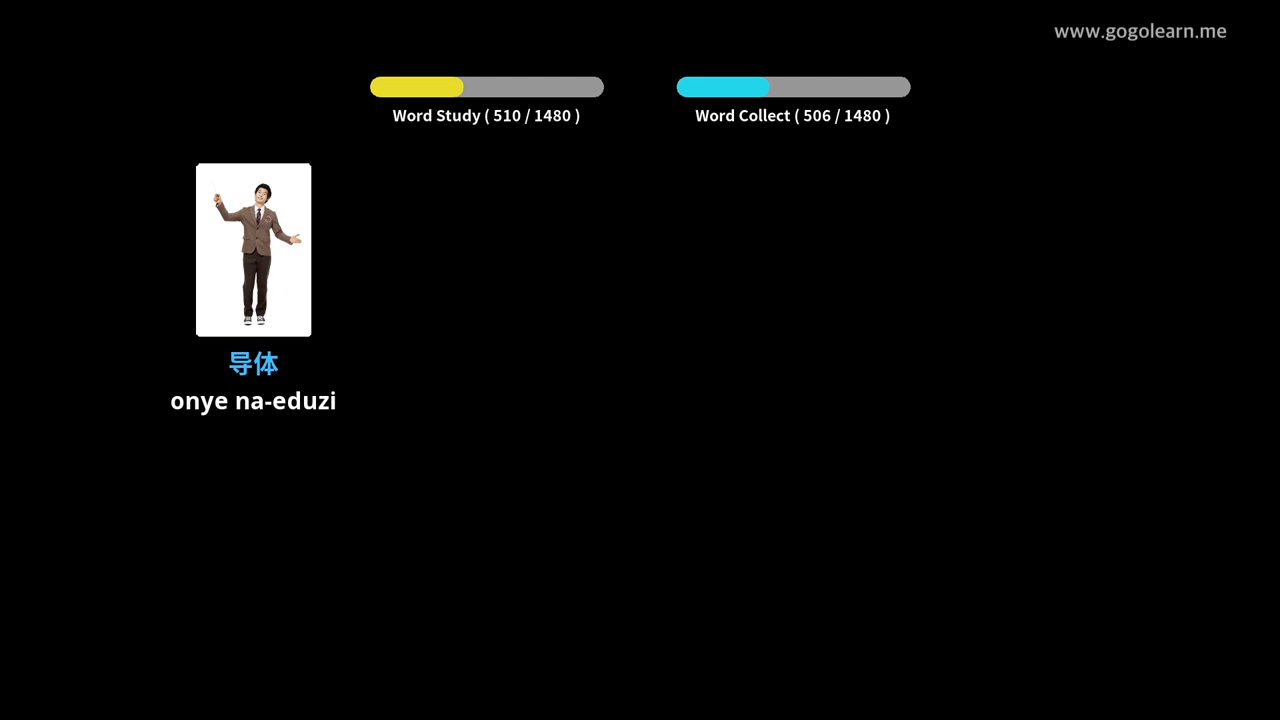 www.gogolearn.me
Word Study ( 510 / 1480 )
Word Collect ( 506 / 1480 )
导体
onye na-eduzi